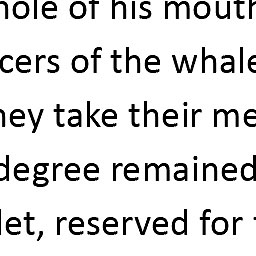 hole of his mouth
cers of the whale
hey take their me
degree remained
let, reserved for